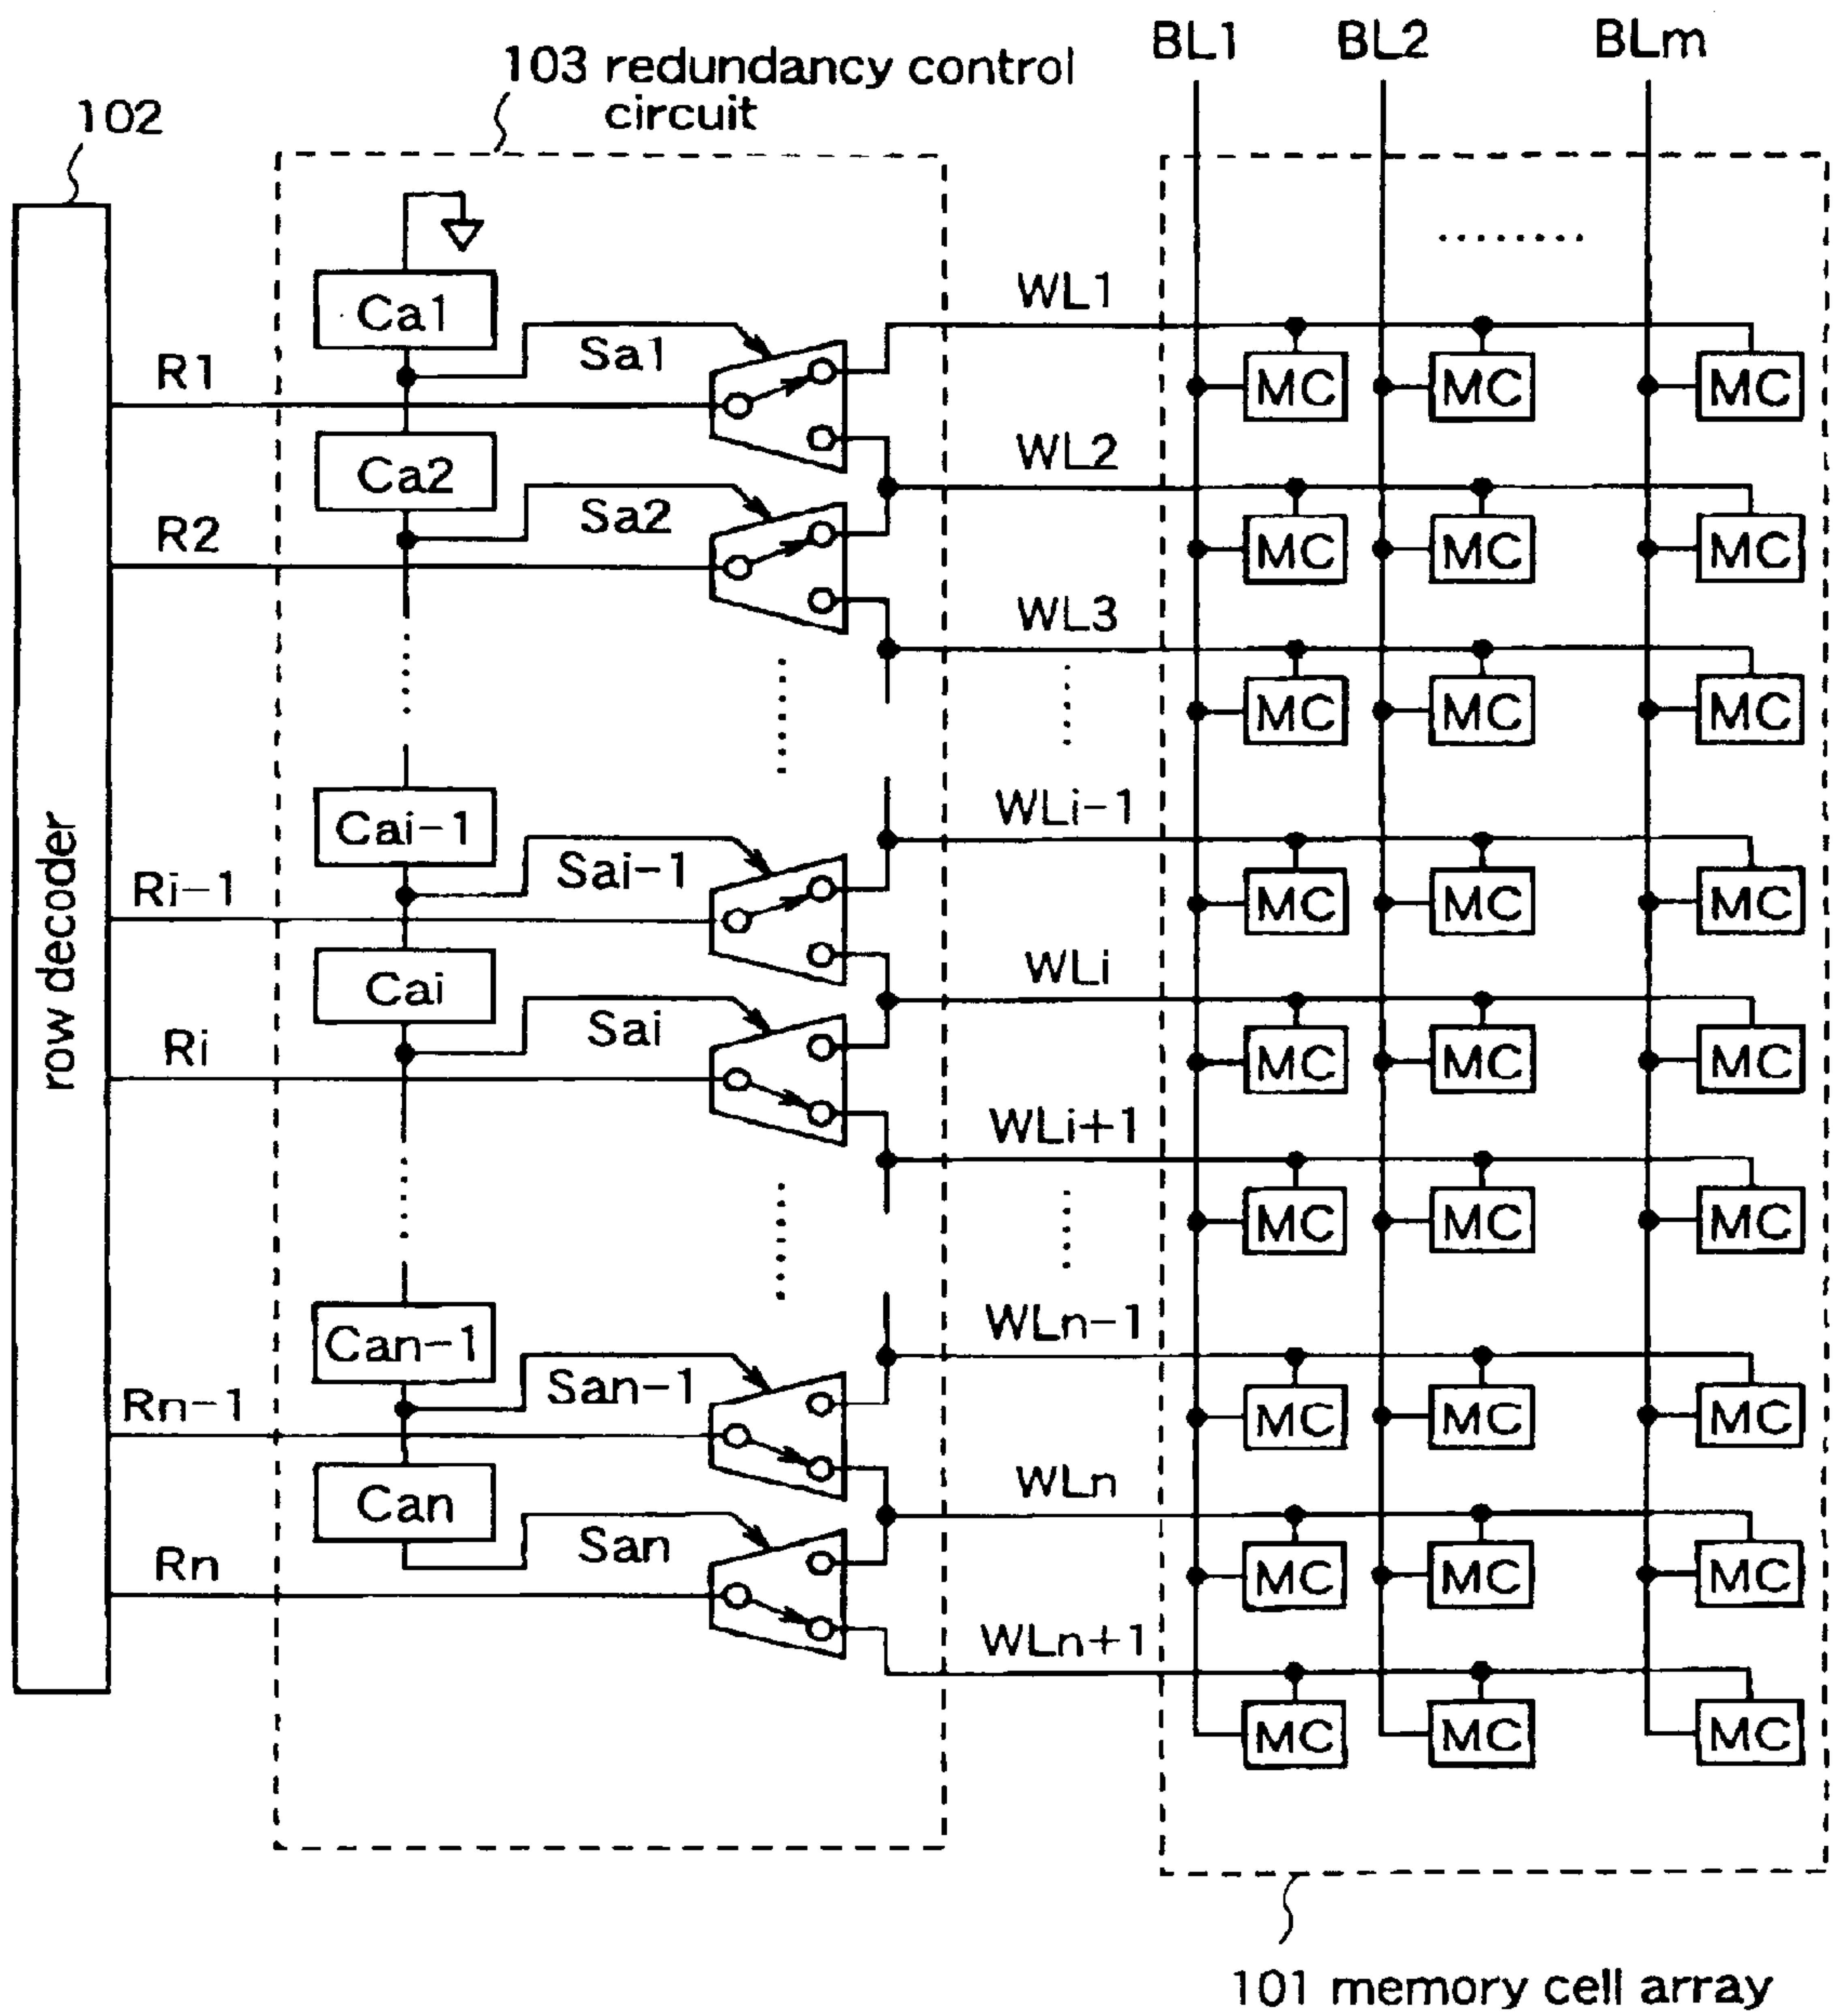 BL1 BL2 BLm
103 redundancy control
circuit
102
WL1
Ca1
Sa1
R1
MC MC MC
WL2
Ca2
Sa2
R2
MC MC MC
WL3
MC MC MC
WLi-1
Cai-1
Sai-1
Ri-1
MC MC MC
WLi
Cai
Sai
Ri
MC MC MC
row decoder
WLi+1
MC MC MC
WLn-1
Can-1
San-1
Rn-1
MC MC MC
WLn
Can
San
Rn
MC MC MC
WLn+1
MC MC MC
101 memory cell array